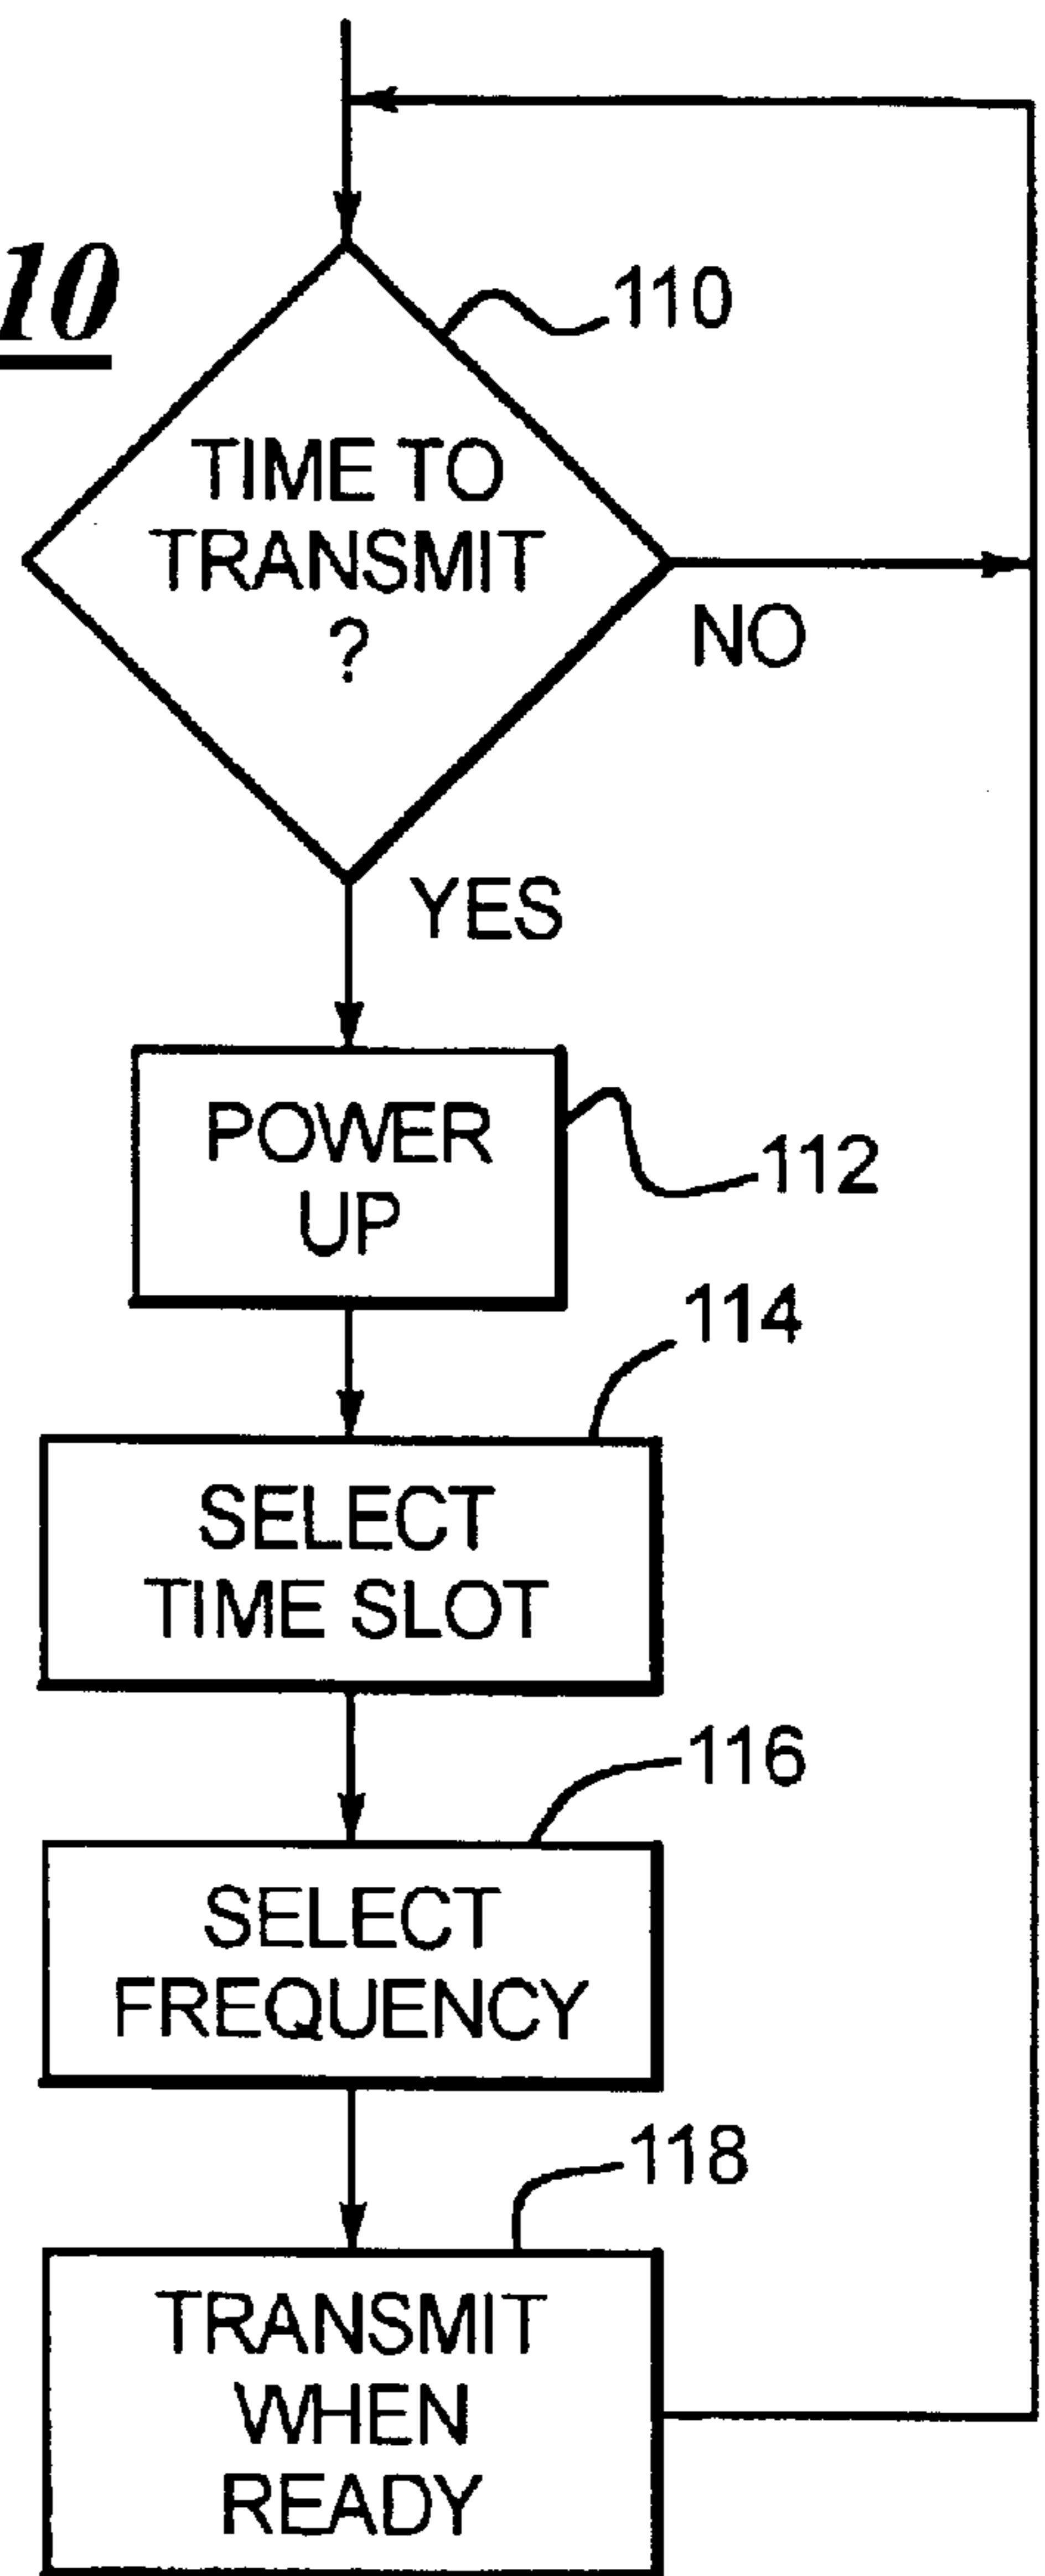 10
110
TIME TO
TRANSMIT
?
NO
YES
POWER
UP
112
114
SELECT
TIME SLOT
116
SELECT
FREQUENCY
118
TRANSMIT
WHEN
READY